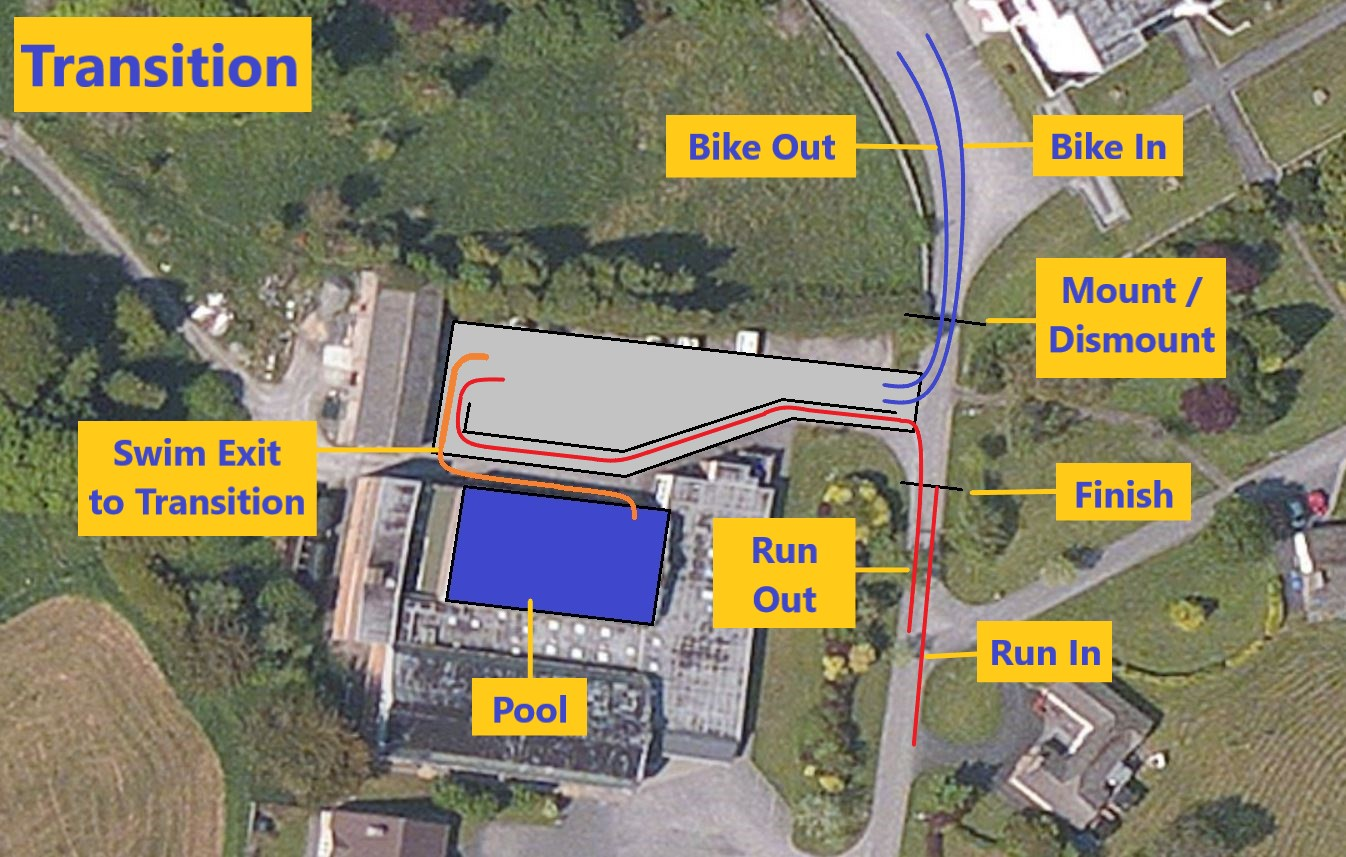 Transition
Bike Out
Bike In
Mount /
Dismount
Swim Exit
to Transition
Finish
Run
Out
Run In
Pool